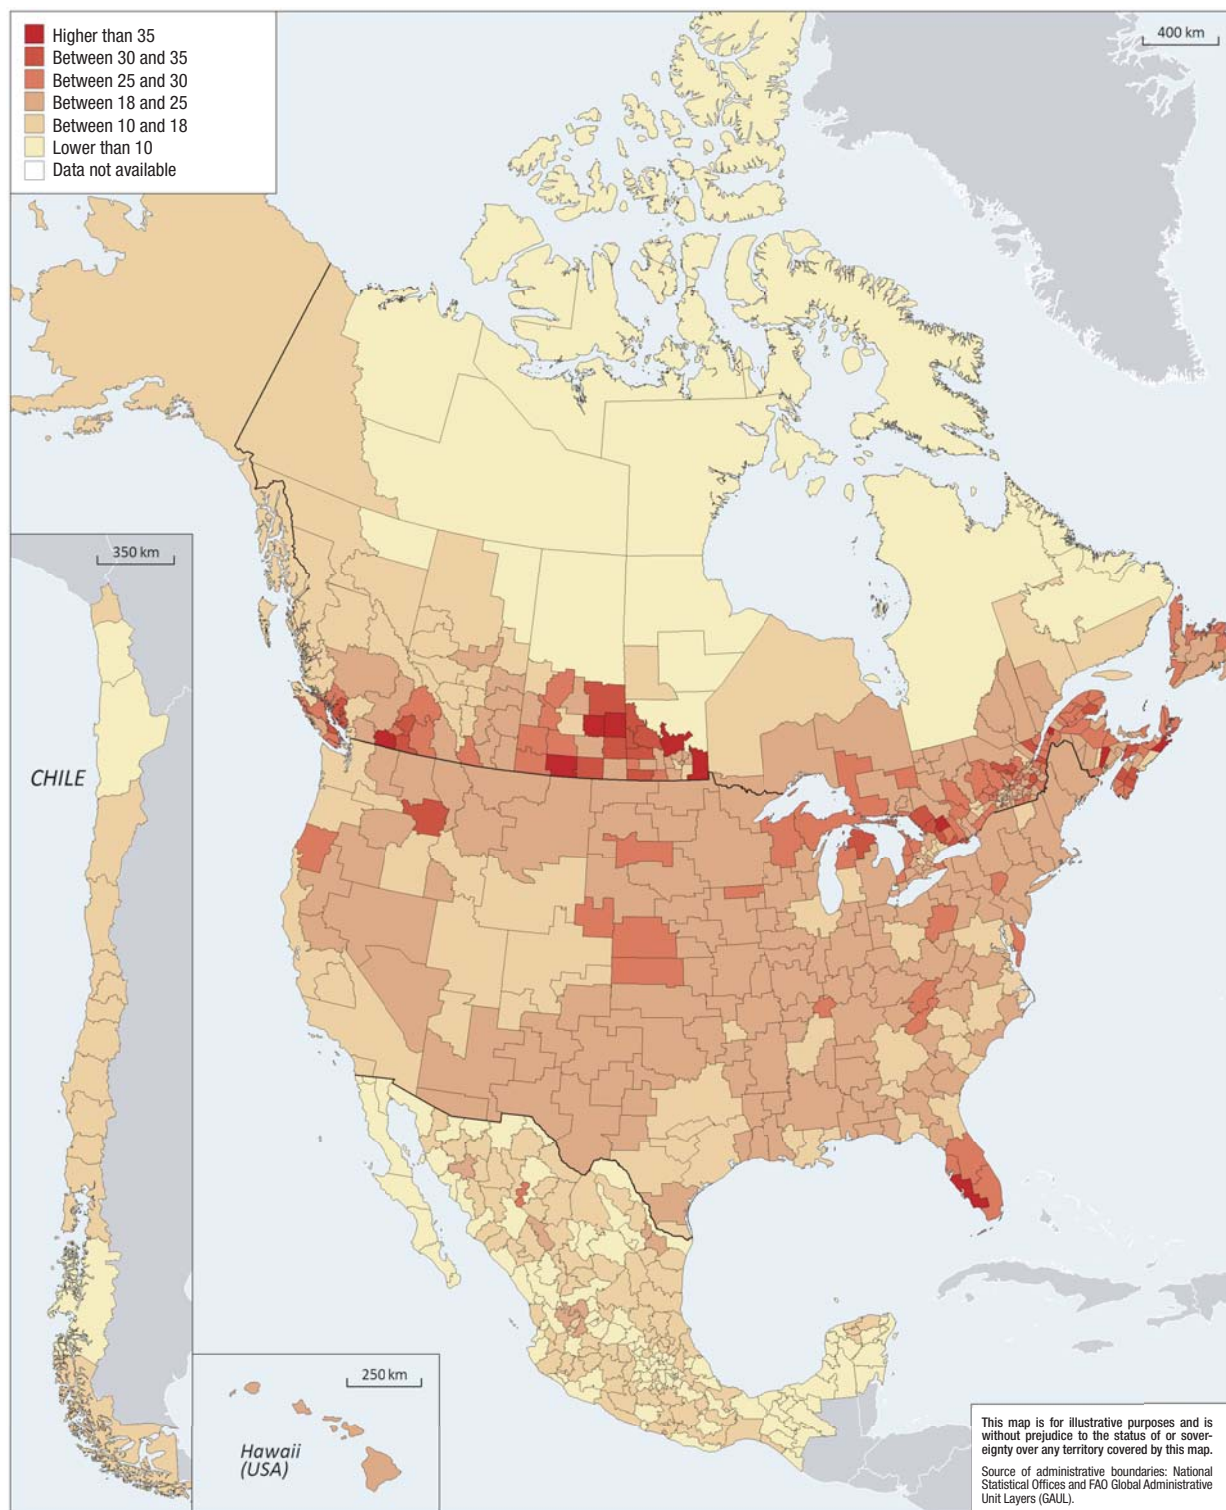 Higher than 35
Between 30 and 35
Between 25 and 30
Between 18 and 25
Between 10 and 18
Lower than 10
Data not available
400 km
350 km
CHILE
250 km
Hawaii
(USA)
This map is for illustrative purposes and is
without prejudice to the status of or sover-
eignty over any territory covered by this map.
Source of administrative boundaries: National
Statistical Offices and FAO Global Administrative
Unit Layers (GAUL).